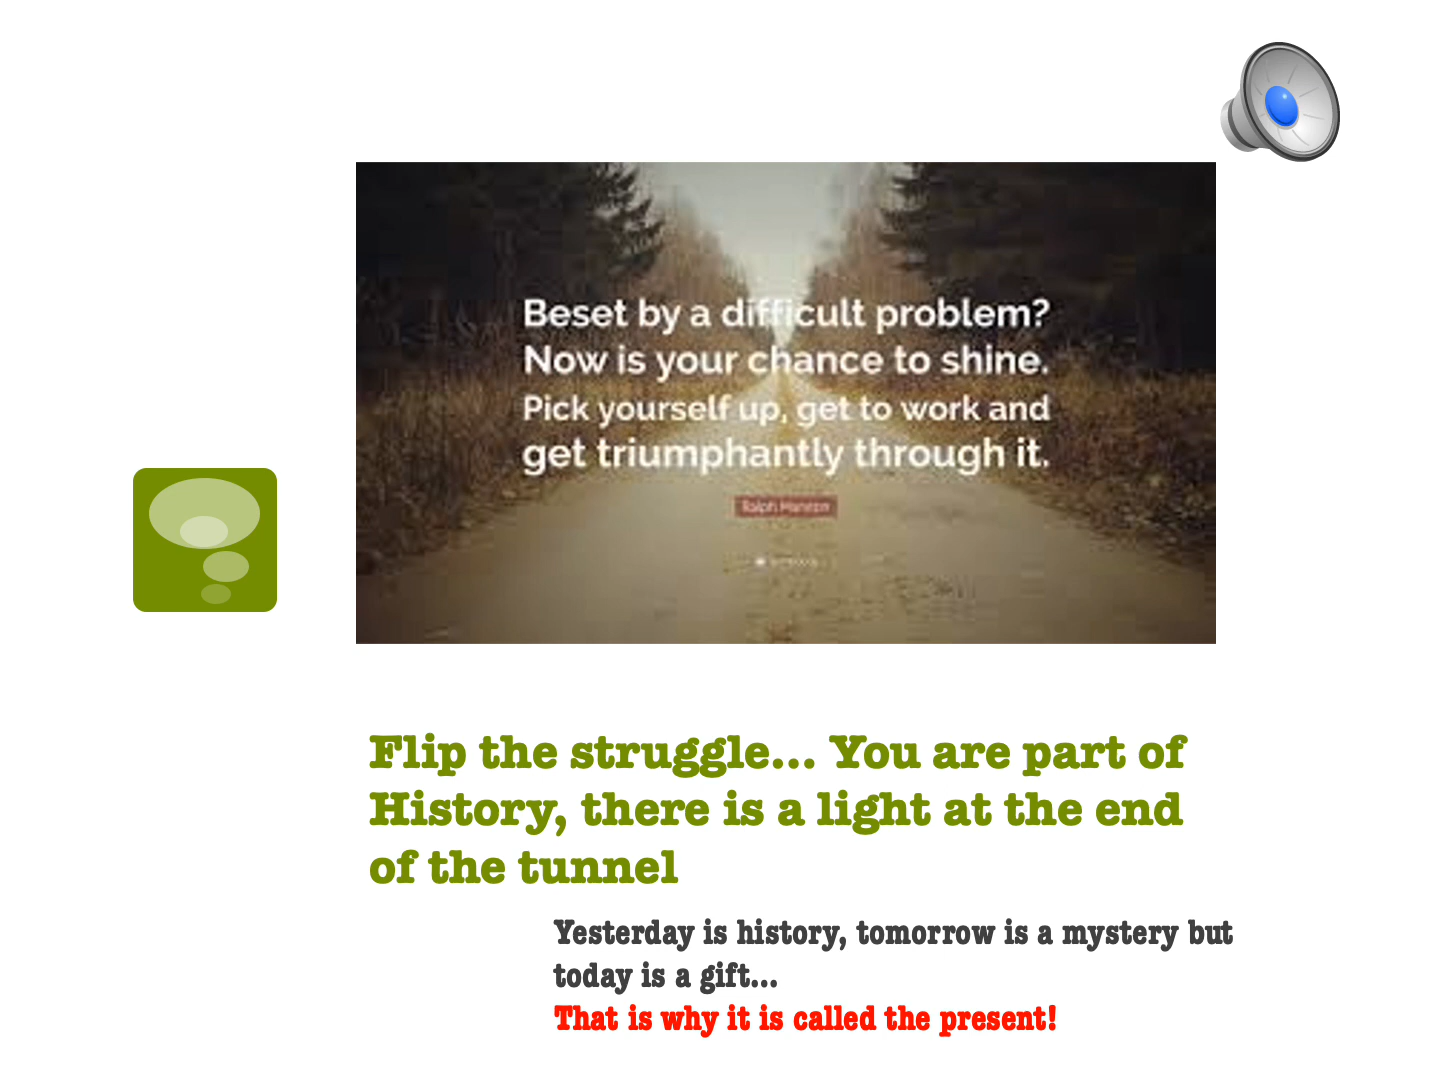 Beset by a difficult problem?
Now is your chance to shine.
Pick yourself up, get to work and
get triumphantly through it.
Ralph Marston
Flip the struggle… You are part of
History, there is a light at the end
of the tunnel
Yesterday is history, tomorrow is a mystery but
today is a gift…
That is why it is called the present!